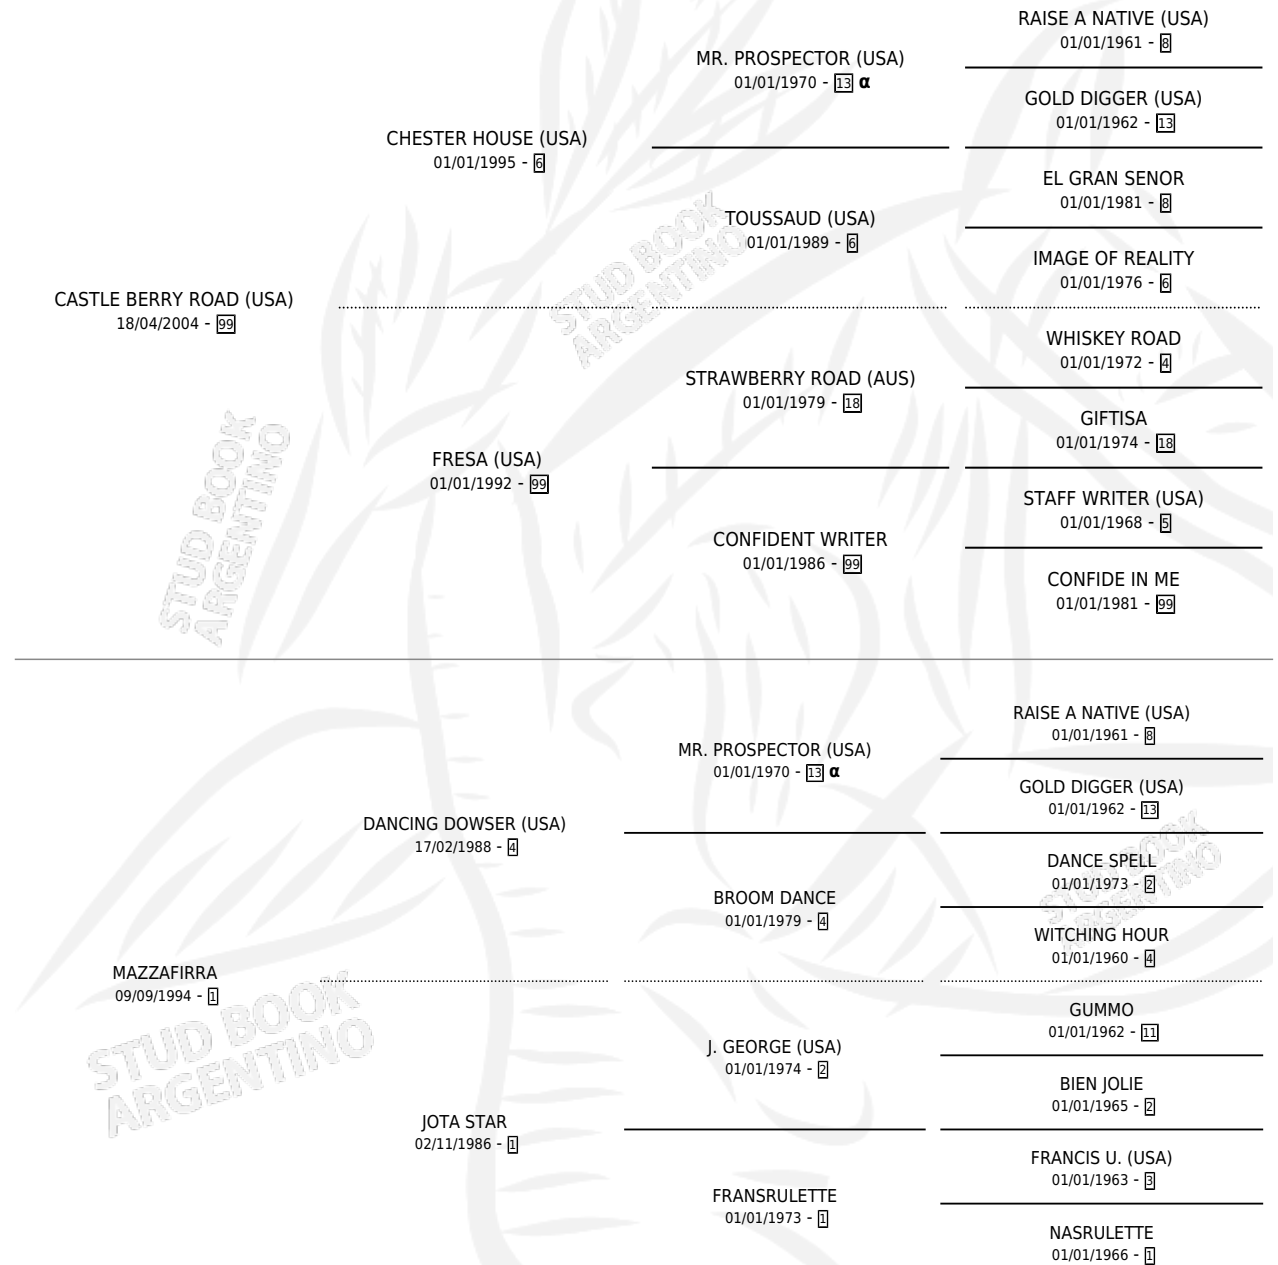 RAISE A NATIVE (USA)
01/01/1961 - 8
MR. PROSPECTOR (USA)
01/01/1970 - 13 α
GOLD DIGGER (USA)
01/01/1962 - 13
CHESTER HOUSE (USA)
01/01/1995 - 6
EL GRAN SENOR
01/01/1981 - 8
TOUSSAUD (USA)
01/01/1989 - 6
IMAGE OF REALITY
01/01/1976 - 6
CASTLE BERRY ROAD (USA)
18/04/2004 - 99
WHISKEY ROAD
01/01/1972 - 4
STRAWBERRY ROAD (AUS)
01/01/1979 - 18
GIFTISA
01/01/1974 - 18
FRESA (USA)
01/01/1992 - 99
STAFF WRITER (USA)
01/01/1968 - 5
CONFIDENT WRITER
01/01/1986 - 99
CONFIDE IN ME
01/01/1981 - 99
RAISE A NATIVE (USA)
01/01/1961 - 8
MR. PROSPECTOR (USA)
01/01/1970 - 13 α
GOLD DIGGER (USA)
01/01/1962 - 13
DANCING DOWSER (USA)
17/02/1988 - 4
DANCE SPELL
01/01/1973 - 2
BROOM DANCE
01/01/1979 - 4
WITCHING HOUR
01/01/1960 - 4
MAZZAFIRRA
09/09/1994 - 1
GUMMO
01/01/1962 - 11
J. GEORGE (USA)
01/01/1974 - 2
BIEN JOLIE
01/01/1965 - 2
JOTA STAR
02/11/1986 - 1
FRANCIS U. (USA)
01/01/1963 - 3
FRANSRULETTE
01/01/1973 - 1
NASRULETTE
01/01/1966 - 1
STUD BOOK
ARGENTINO
STUD BOOK
ARGENTINO
STUD BOOK
ARGENTINO
STUD BOOK
ARGENTINO